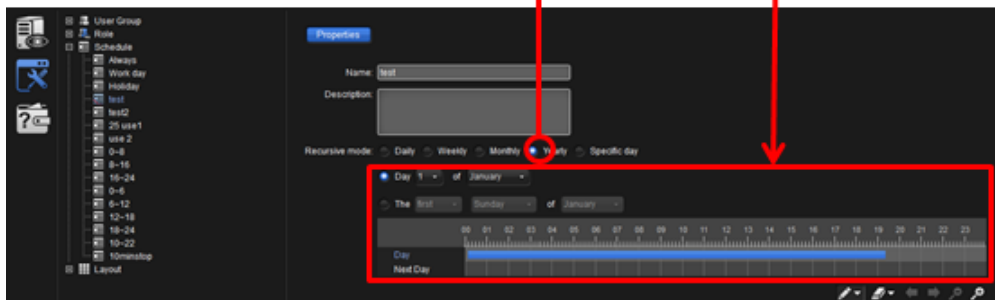 User Group
Role
Schedule
Always
Work day
Holiday
test
test2
25 use1
use 2
0~8
8~16
16~24
0~6
6~12
12~18
18~24
10~22
10minstop
Layout
Properties
Name: test
Description:
Recursive mode: Daily Weekly Monthly Yearly Specific day
Day 1 of January
The first Sunday of January
00 01 02 03 04 05 06 07 08 09 10 11 12 13 14 15 16 17 18 19 20 21 22 23
Day
Next Day